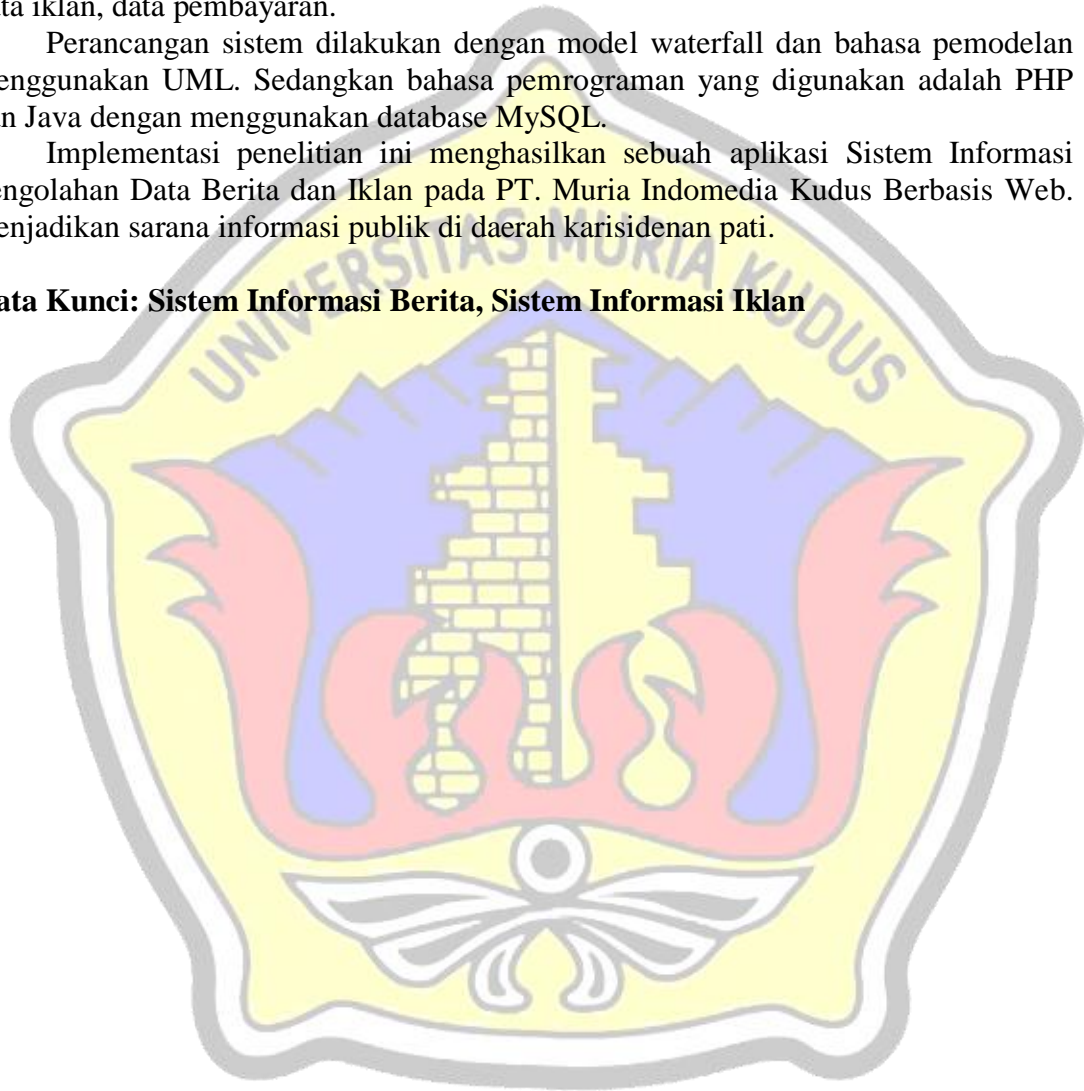 ta iklan, data pembayaran.
Perancangan sistem dilakukan dengan model waterfall dan bahasa pemodelan
enggunakan UML. Sedangkan bahasa pemrograman yang digunakan adalah PHP
n Java dengan menggunakan database MySQL.
Implementasi penelitian ini menghasilkan sebuah aplikasi Sistem Informasi
engolahan Data Berita dan Iklan pada PT. Muria Indomedia Kudus Berbasis Web.
enjadikan sarana informasi publik di daerah karisidenan pati.
ata Kunci: Sistem Informasi Berita, Sistem Informasi Iklan
UNIVERSITAS MURIA KUDUS